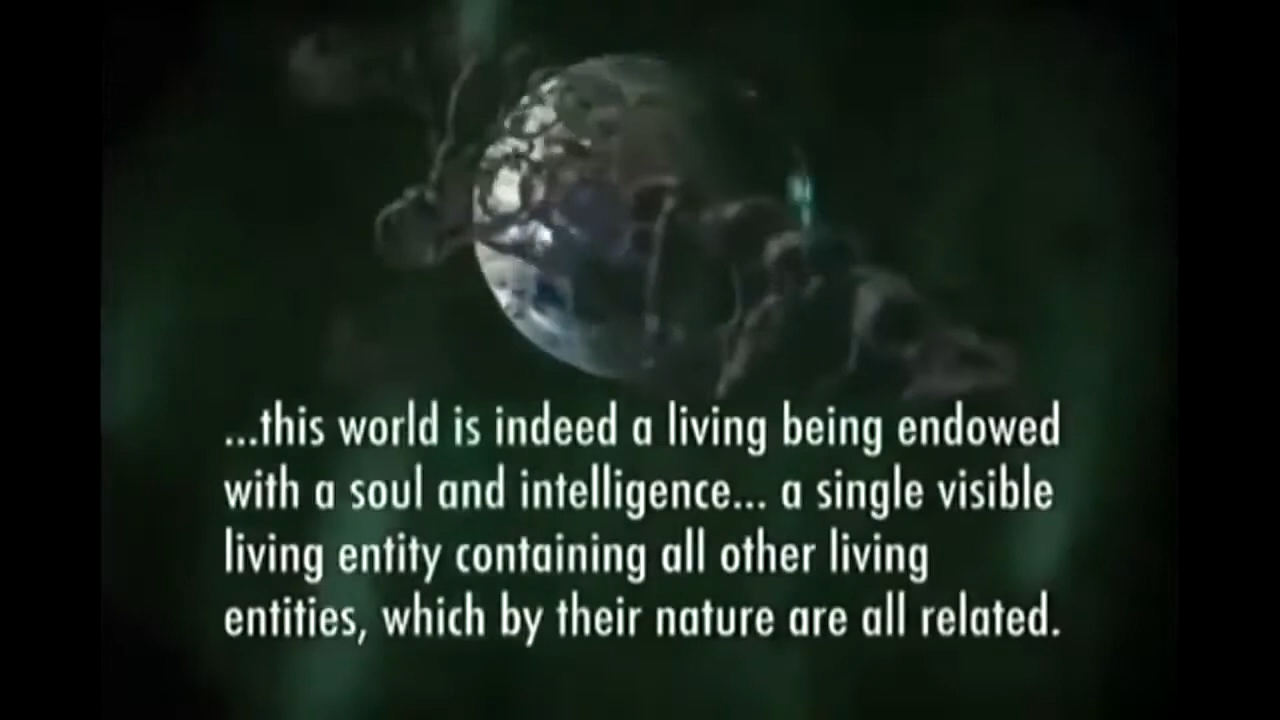 ...this world is indeed a living being endowed
with a soul and intelligence... a single visible
living entity containing all other living
entities, which by their nature are all related.